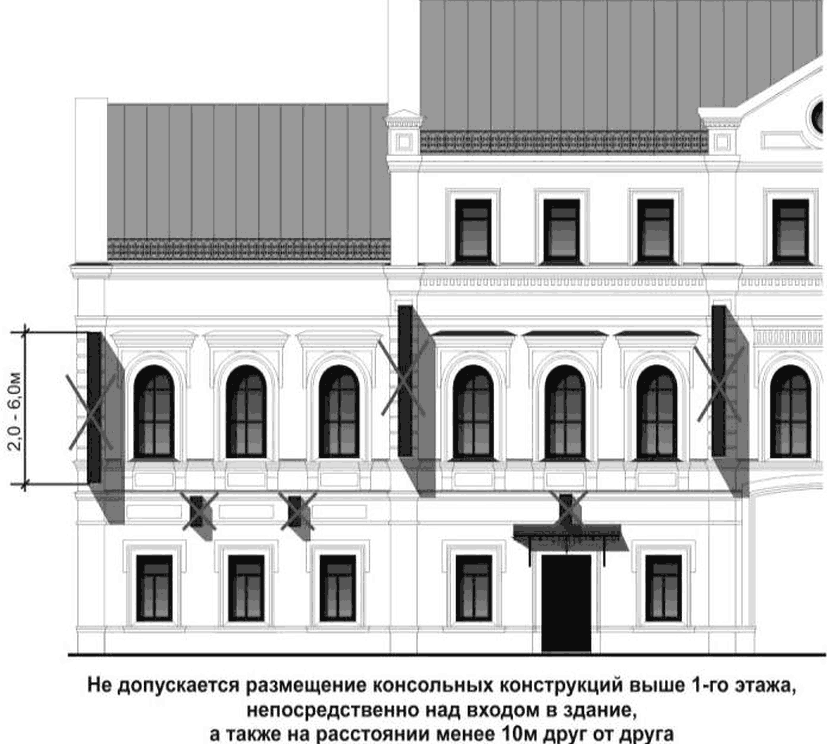 2,0 - 6,0м
Не допускается размещение консольных конструкций выше 1-го этажа,
непосредственно над входом в здание,
а также на расстоянии менее 10м друг от друга